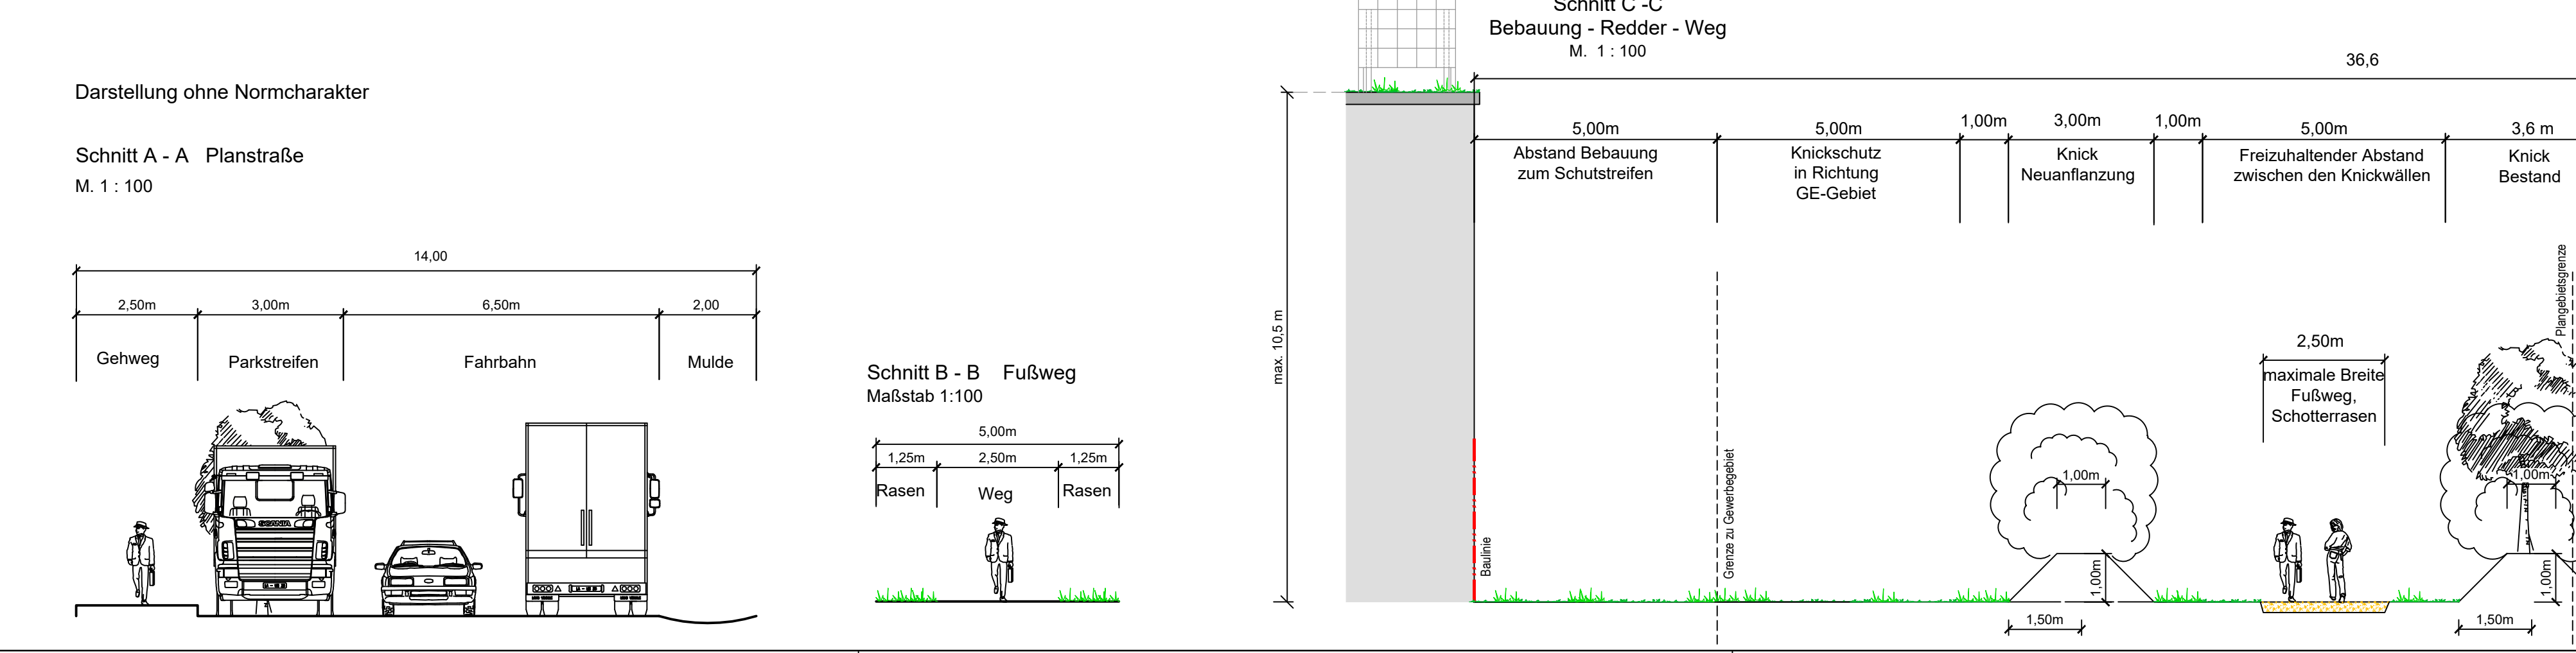 Darstellung ohne Normcharakter
Schnitt A - A Planstraße
M. 1 : 100
14,00
2,50m 3,00m 6,50m 2,00
Gehweg Parkstreifen Fahrbahn Mulde
SCANIA
Schnitt B - B Fußweg
Maßstab 1:100
5,00m
1,25m 2,50m 1,25m
Rasen Weg Rasen
Schnitt C -C
Bebauung - Redder - Weg
M. 1 : 100
36,6
5,00m 5,00m 1,00m 3,00m 1,00m 5,00m 3,6 m
Abstand Bebauung
zum Schutstreifen
Knickschutz
in Richtung
GE-Gebiet
Knick
Neuanflanzung
Freizuhaltender Abstand
zwischen den Knickwällen
Knick
Bestand
max. 10,5 m
Baulinie
Grenze zu Gewerbegebiet
Plangebietsgrenze
2,50m
maximale Breite
Fußweg,
Schotterrasen
1,00m
1,00m
1,50m
1,00m
1,00m
1,50m